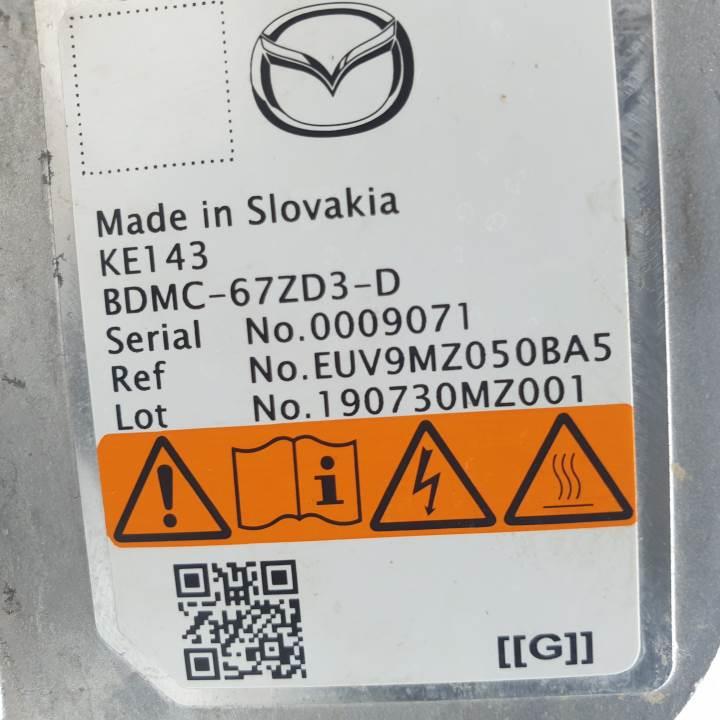 Made in Slovakia
KE143
BDMC-67ZD3-D
Serial No.0009071
Ref No.EUV9MZ050BA5
Lot No.190730MZ001
[[G]]